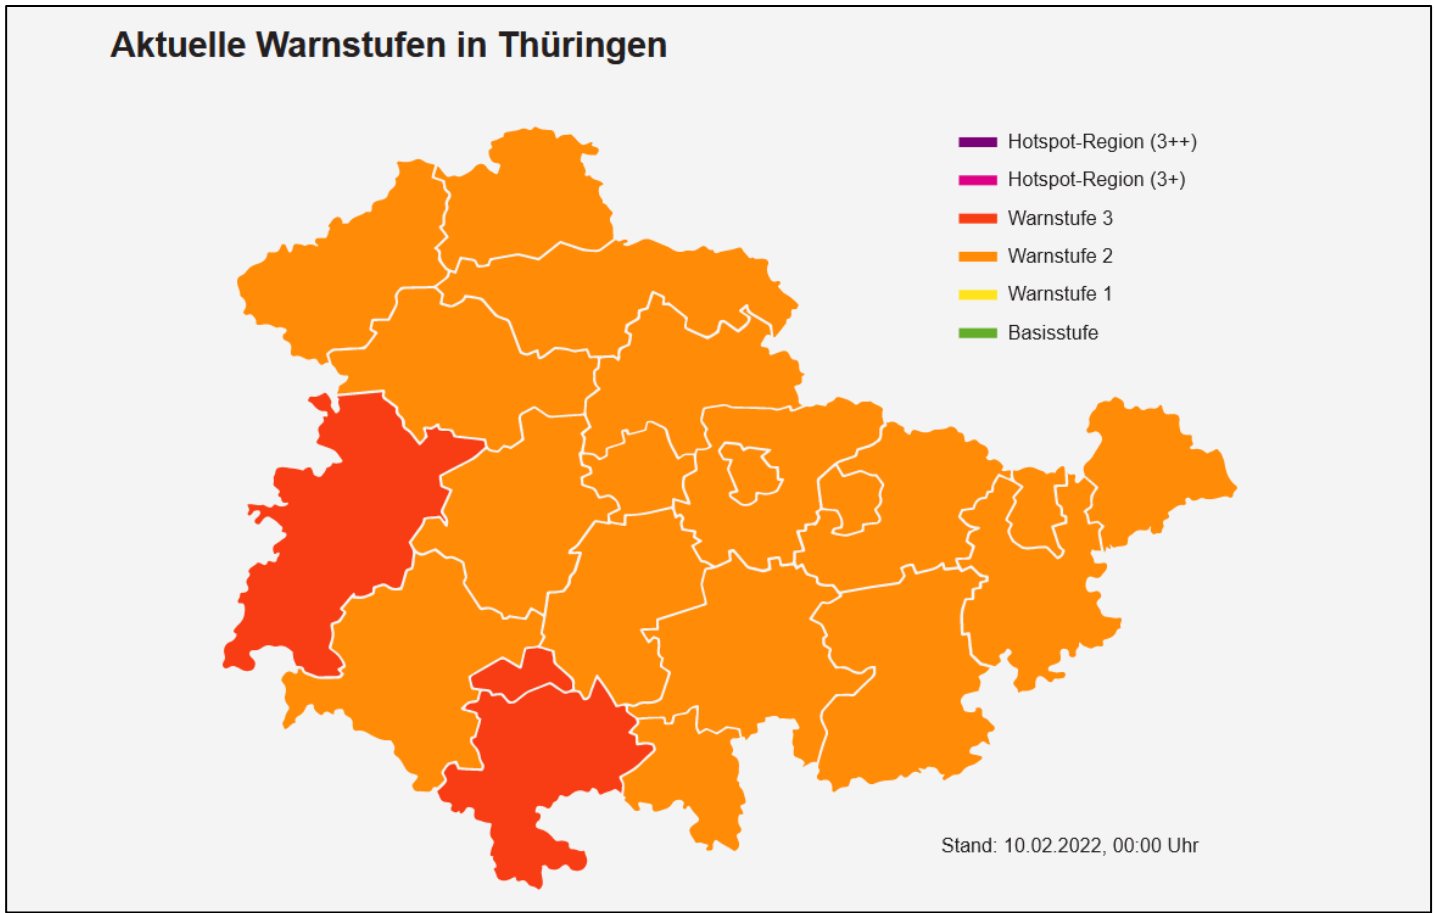 Aktuelle Warnstufen in Thüringen
Hotspot-Region (3++)
Hotspot-Region (3+)
Warnstufe 3
Warnstufe 2
Warnstufe 1
Basisstufe
Stand: 10.02.2022, 00:00 Uhr